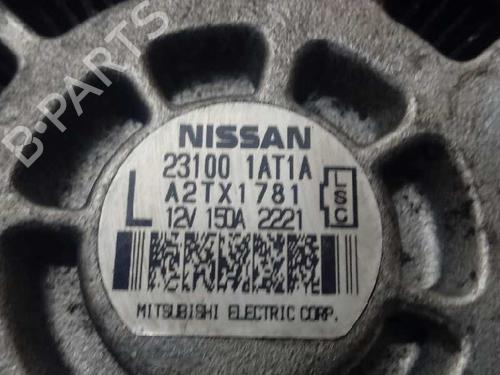 B-PARTS
NISSAN
23100 1AT1A
A2TX1781
L 12V 150A 2221
L
S
C
MITSUBISHI ELECTRIC CORP.